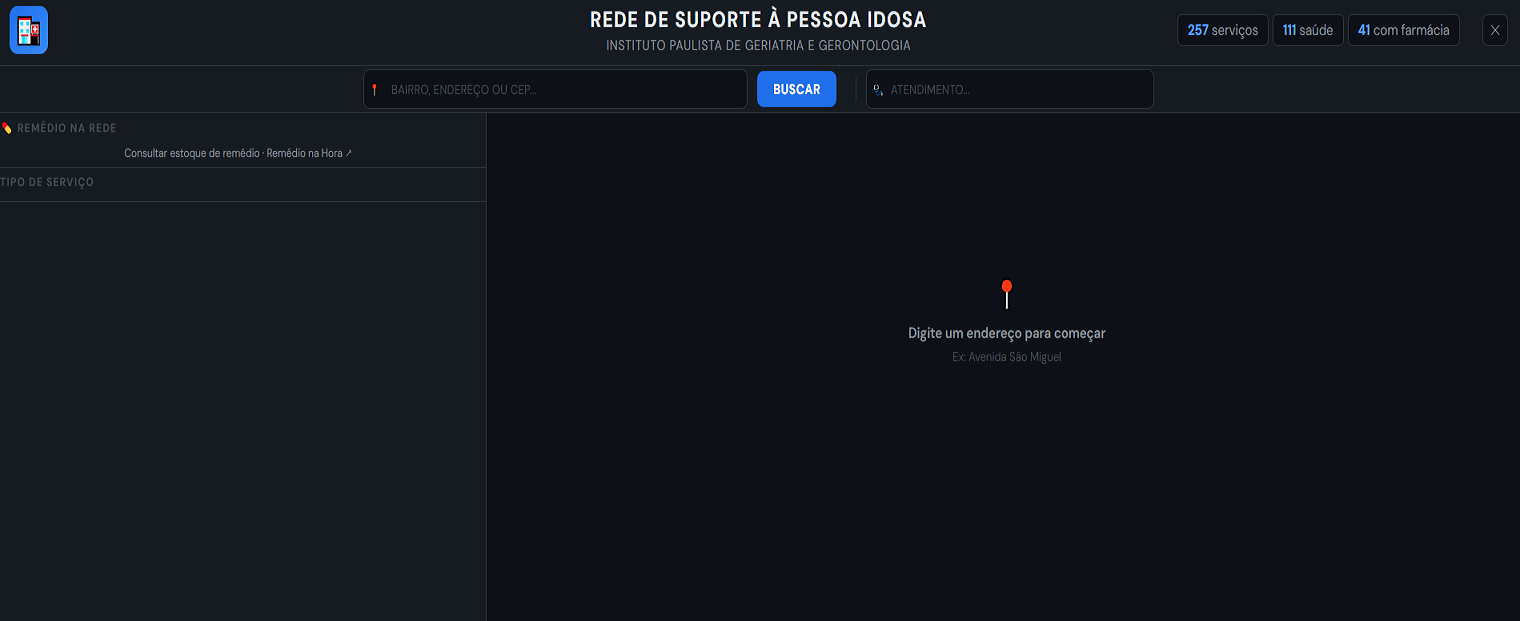 REDE DE SUPORTE À PESSOA IDOSA
INSTITUTO PAULISTA DE GERIATRIA E GERONTOLOGIA
257 serviços
111 saúde
41 com farmácia
X
BAIRRO, ENDEREÇO OU CEP...
BUSCAR
ATENDIMENTO...
REMÉDIO NA REDE
Consultar estoque de remédio · Remédio na Hora ↗
TIPO DE SERVIÇO
Digite um endereço para começar
Ex: Avenida São Miguel